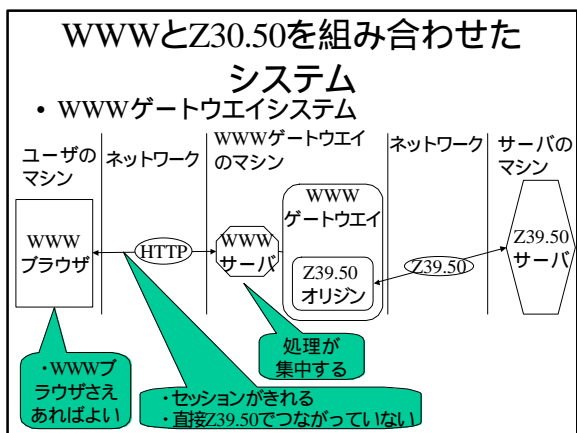 WWWとZ30.50を組み合わせた
システム
• WWWゲートウエイシステム
ユーザの
マシン
ネットワーク
WWWゲートウエイ
のマシン
ネットワーク
サーバの
マシン
WWW
ブラウザ
HTTP
WWW
サーバ
WWW
ゲートウエイ
Z39.50
オリジン
Z39.50
Z39.50
サーバ
・WWWブ
ラウザさえ
あればよい
処理が
集中する
・セッションがきれる
・直接Z39.50でつながっていない